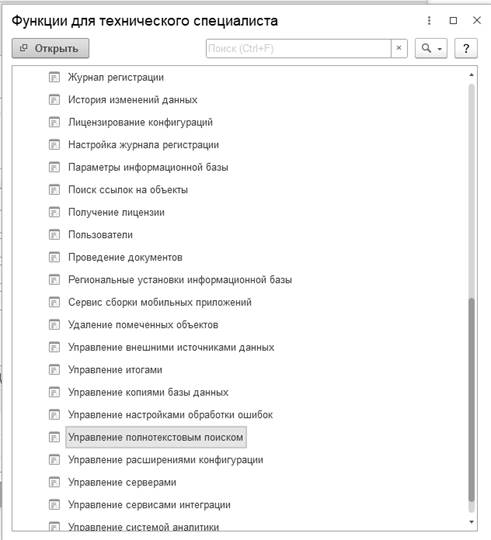 Функции для технического специалиста
Открыть
Поиск (Ctrl+F)
×
?
Журнал регистрации
История изменений данных
Лицензирование конфигураций
Настройка журнала регистрации
Параметры информационной базы
Поиск ссылок на объекты
Получение лицензии
Пользователи
Проведение документов
Региональные установки информационной базы
Сервис сборки мобильных приложений
Удаление помеченных объектов
Управление внешними источниками данных
Управление итогами
Управление копиями базы данных
Управление настройками обработки ошибок
Управление полнотекстовым поиском
Управление расширениями конфигурации
Управление серверами
Управление сервисами интеграции
Управление системой аналитики